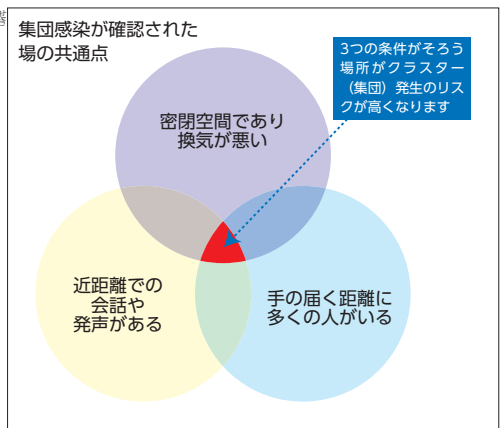 集団感染が確認された
場の共通点
3つの条件がそろう
場所がクラスター
（集団）発生のリス
クが高くなります
密閉空間であり
換気が悪い
近距離での
会話や
発声がある
手の届く距離に
多くの人がいる